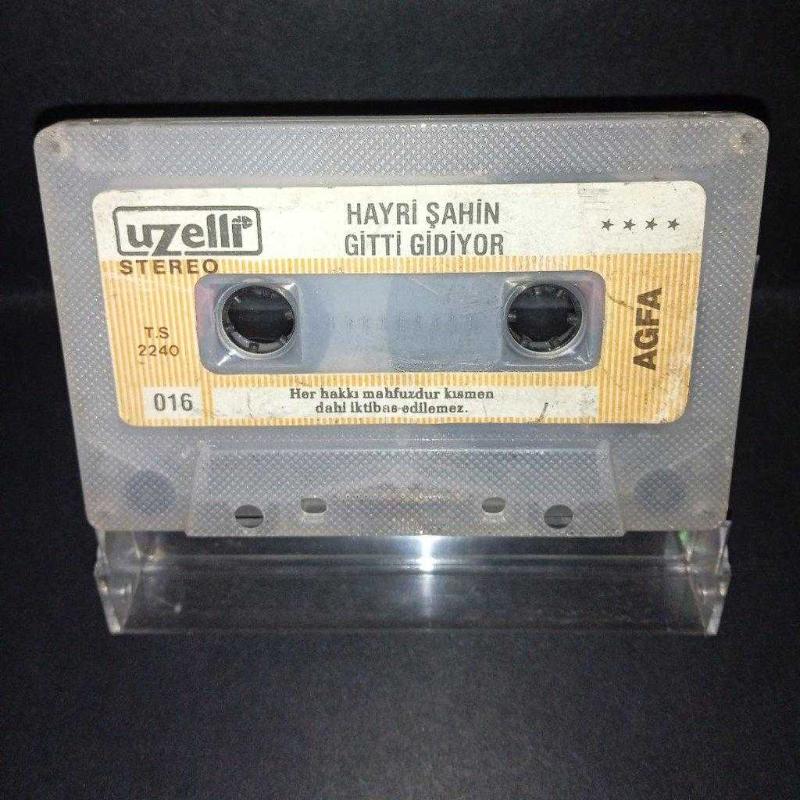 uzelli
STEREO
HAYRİ ŞAHİN
GİTTİ GİDİYOR
★ ★ ★ ★
T.S
2240
AGFA
016
Her hakkı mahfuzdur kısmen
dahi iktibas edilemez.